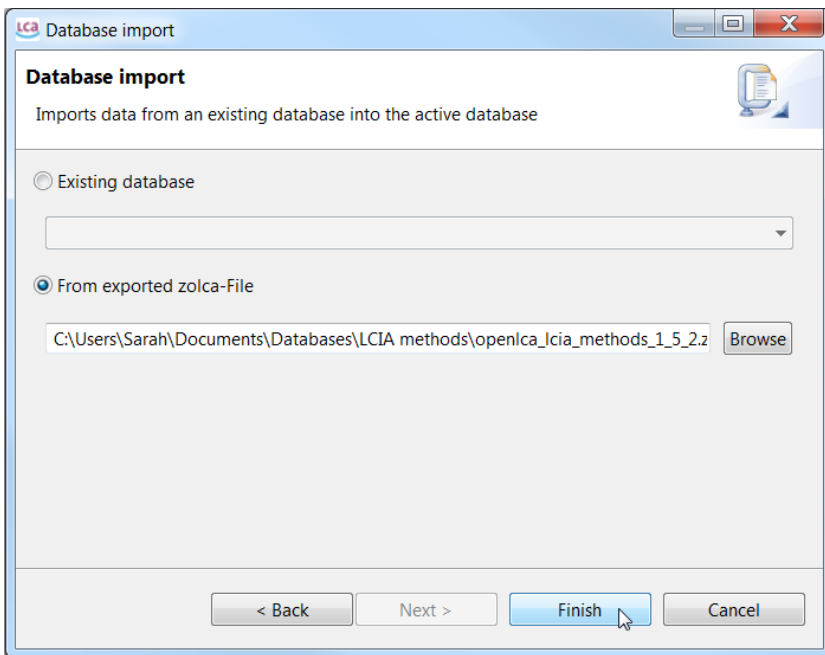 LCA Database import
Database import
Imports data from an existing database into the active database
Existing database
From exported zolca-File
C:\Users\Sarah\Documents\Databases\LCIA methods\openlca_lcia_methods_1_5_2.z Browse
< Back Next > Finish Cancel